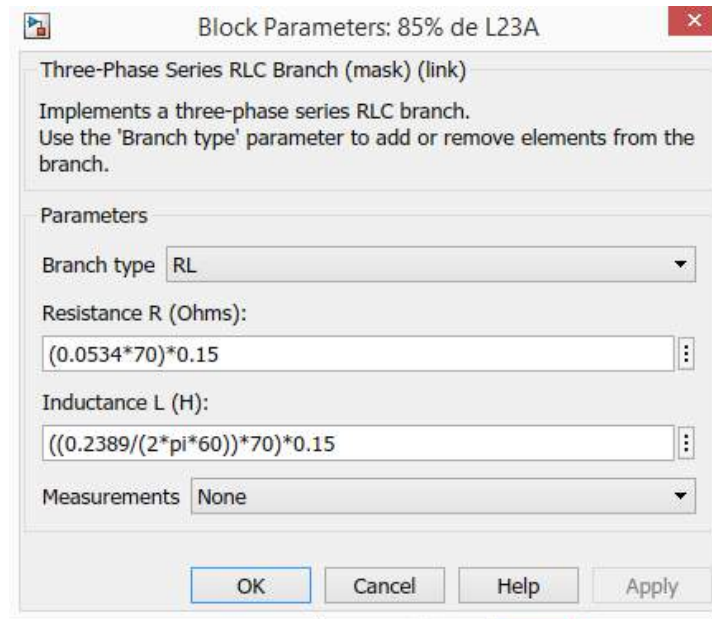 Block Parameters: 85% de L23A
Three-Phase Series RLC Branch (mask) (link)
Implements a three-phase series RLC branch.
Use the 'Branch type' parameter to add or remove elements from the
branch.
Parameters
Branch type RL
Resistance R (Ohms):
(0.0534*70)*0.15
Inductance L (H):
((0.2389/(2*pi*60))*70)*0.15
Measurements None
OK Cancel Help Apply